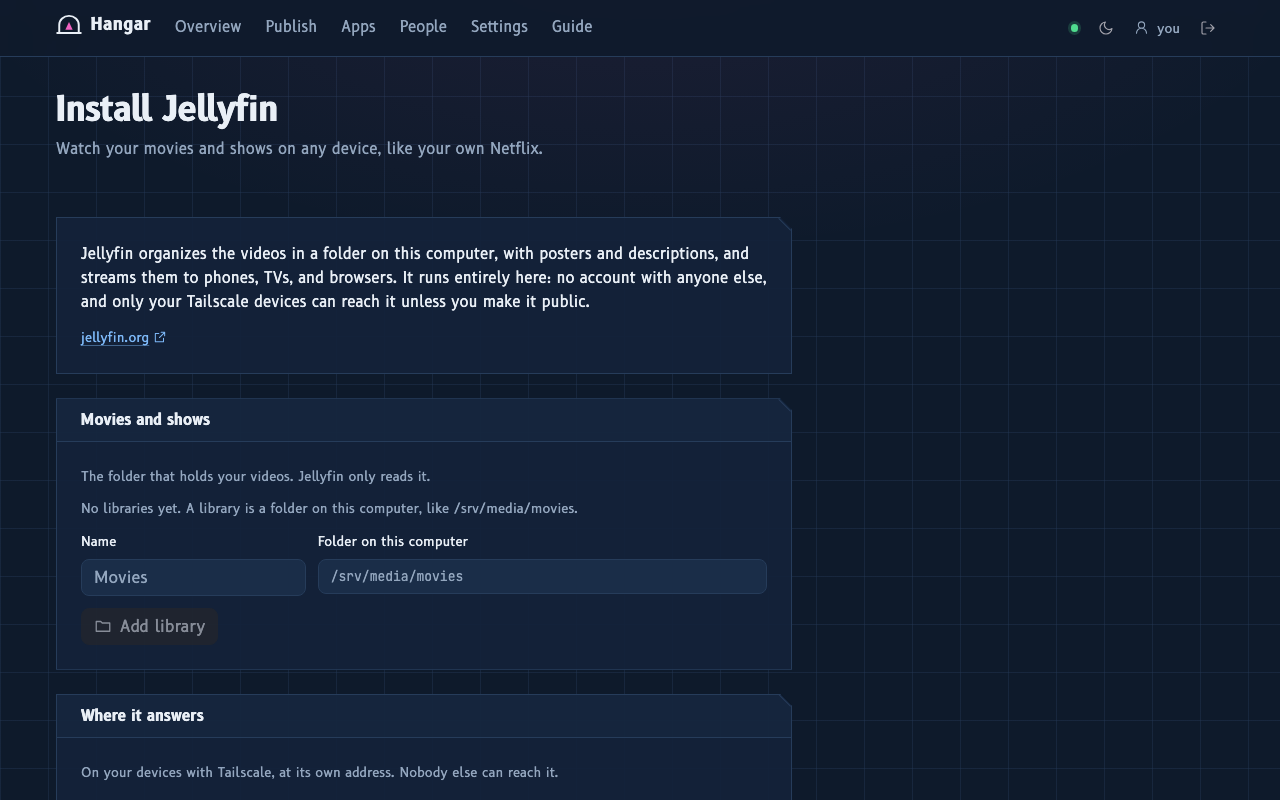 Hangar
Overview
Publish
Apps
People
Settings
Guide
you
Install Jellyfin
Watch your movies and shows on any device, like your own Netflix.
Jellyfin organizes the videos in a folder on this computer, with posters and descriptions, and
streams them to phones, TVs, and browsers. It runs entirely here: no account with anyone else,
and only your Tailscale devices can reach it unless you make it public.
jellyfin.org
Movies and shows
The folder that holds your videos. Jellyfin only reads it.
No libraries yet. A library is a folder on this computer, like /srv/media/movies.
Name
Folder on this computer
Movies
/srv/media/movies
Add library
Where it answers
On your devices with Tailscale, at its own address. Nobody else can reach it.